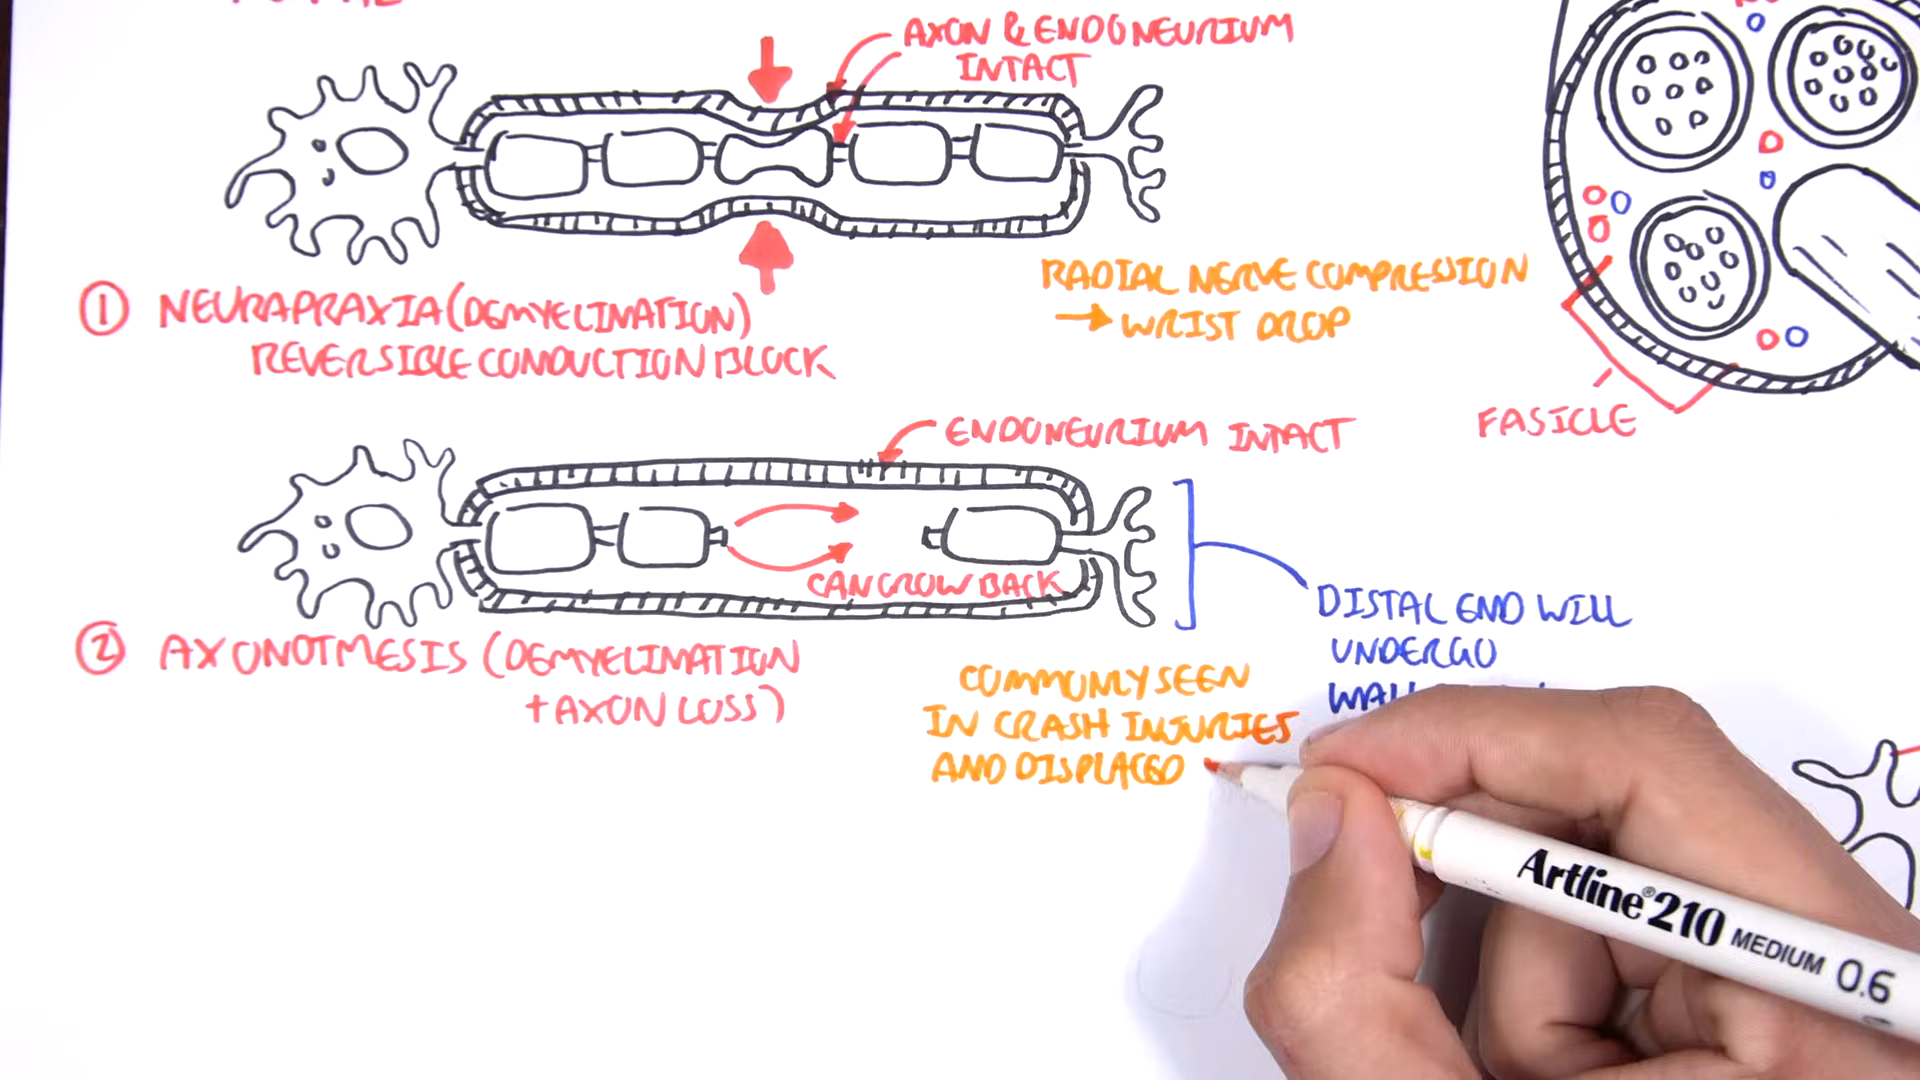 AXON & ENDONEURIUM
INTACT
① NEURAPRAXIA (DEMYELINATION)
REVERSIBLE CONDUCTION BLOCK
RADIAL NERVE COMPRESSION
→ WRIST DROP
FASICLE
ENDONEURIUM INTACT
CAN GROW BACK
② AXONOTMESIS (DEMYELINATION
+ AXON LOSS)
DISTAL END WILL
UNDERGO
COMMONLY SEEN
IN CRASH INJURIES
AND DISPLACED
Artline® 210 MEDIUM 0.6